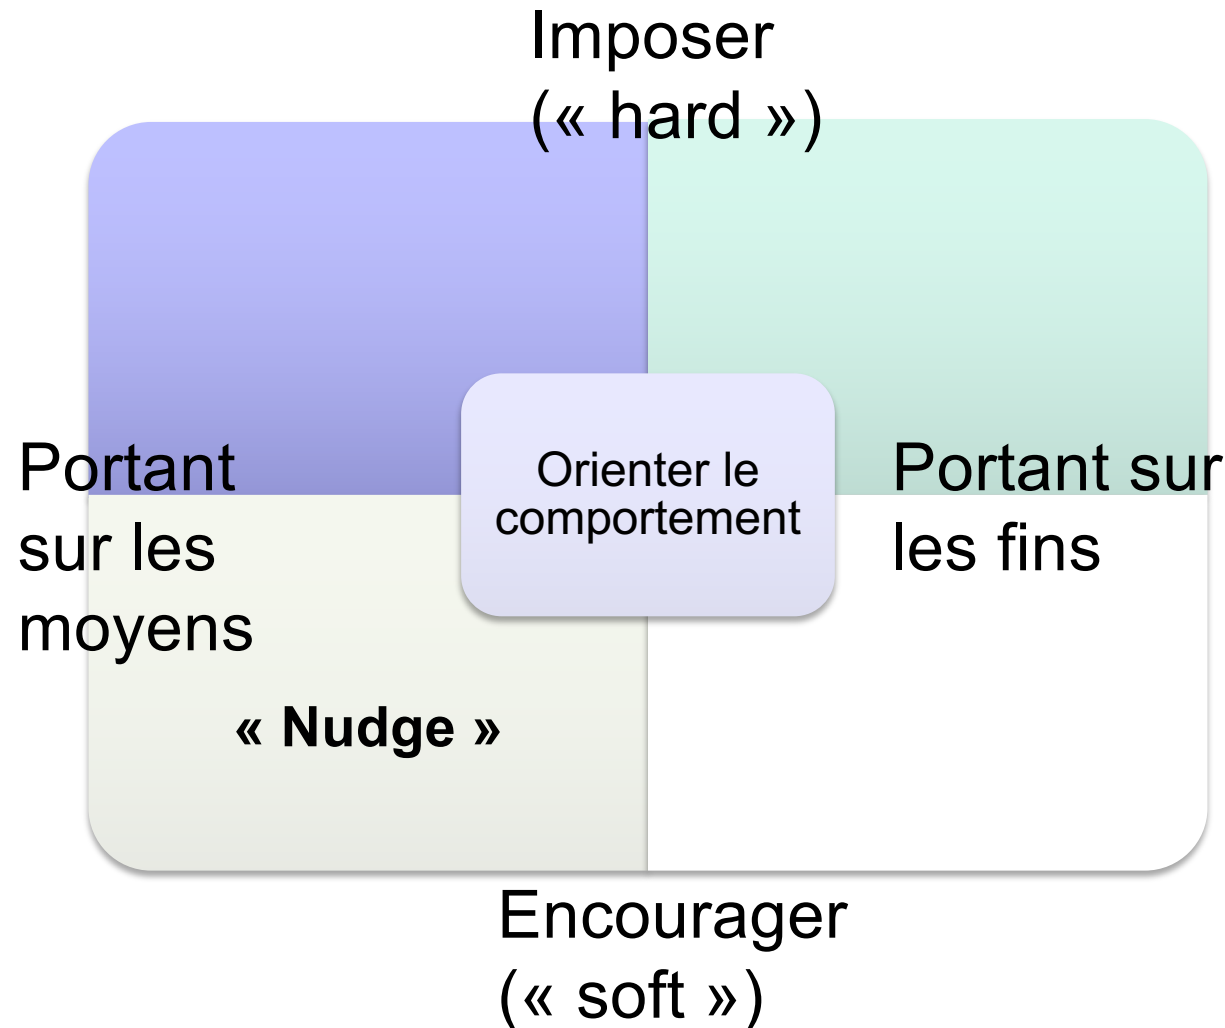 Imposer
(« hard »)
Portant
sur les
moyens
Orienter le
comportement
Portant sur
les fins
« Nudge »
Encourager
(« soft »)